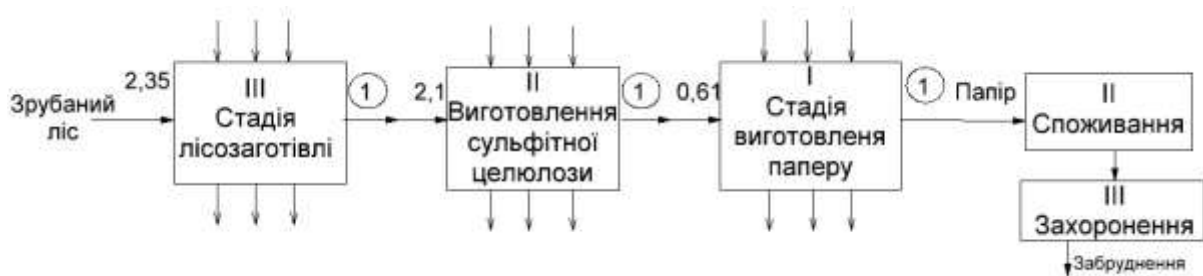 Зрубаний
ліс
2,35
III
Стадія
лісозаготівлі
1
2,1
II
Виготовлення
сульфітної
целюлози
1
0,61
I
Стадія
виготовленя
паперу
1
Папір
II
Споживання
III
Захоронення
Забруднення